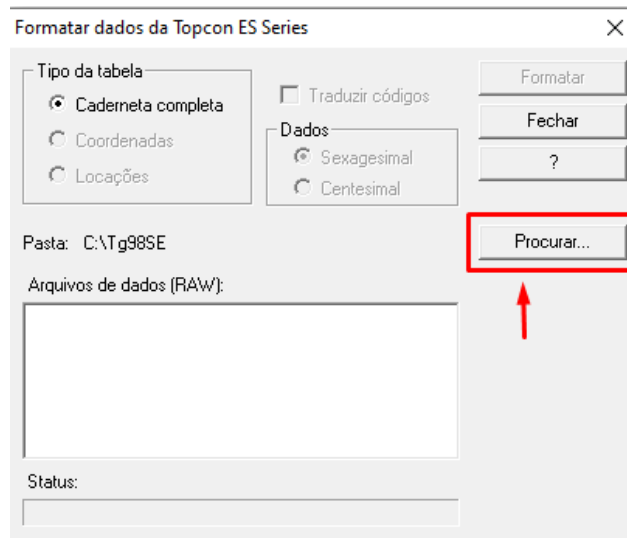 Formatar dados da Topcon ES Series
Tipo da tabela
Caderneta completa
Coordenadas
Locações
Traduzir códigos
Dados
Sexagesimal
Centesimal
Formatar
Fechar
?
Pasta: C:\Tg98SE
Procurar...
Arquivos de dados (RAW):
Status: